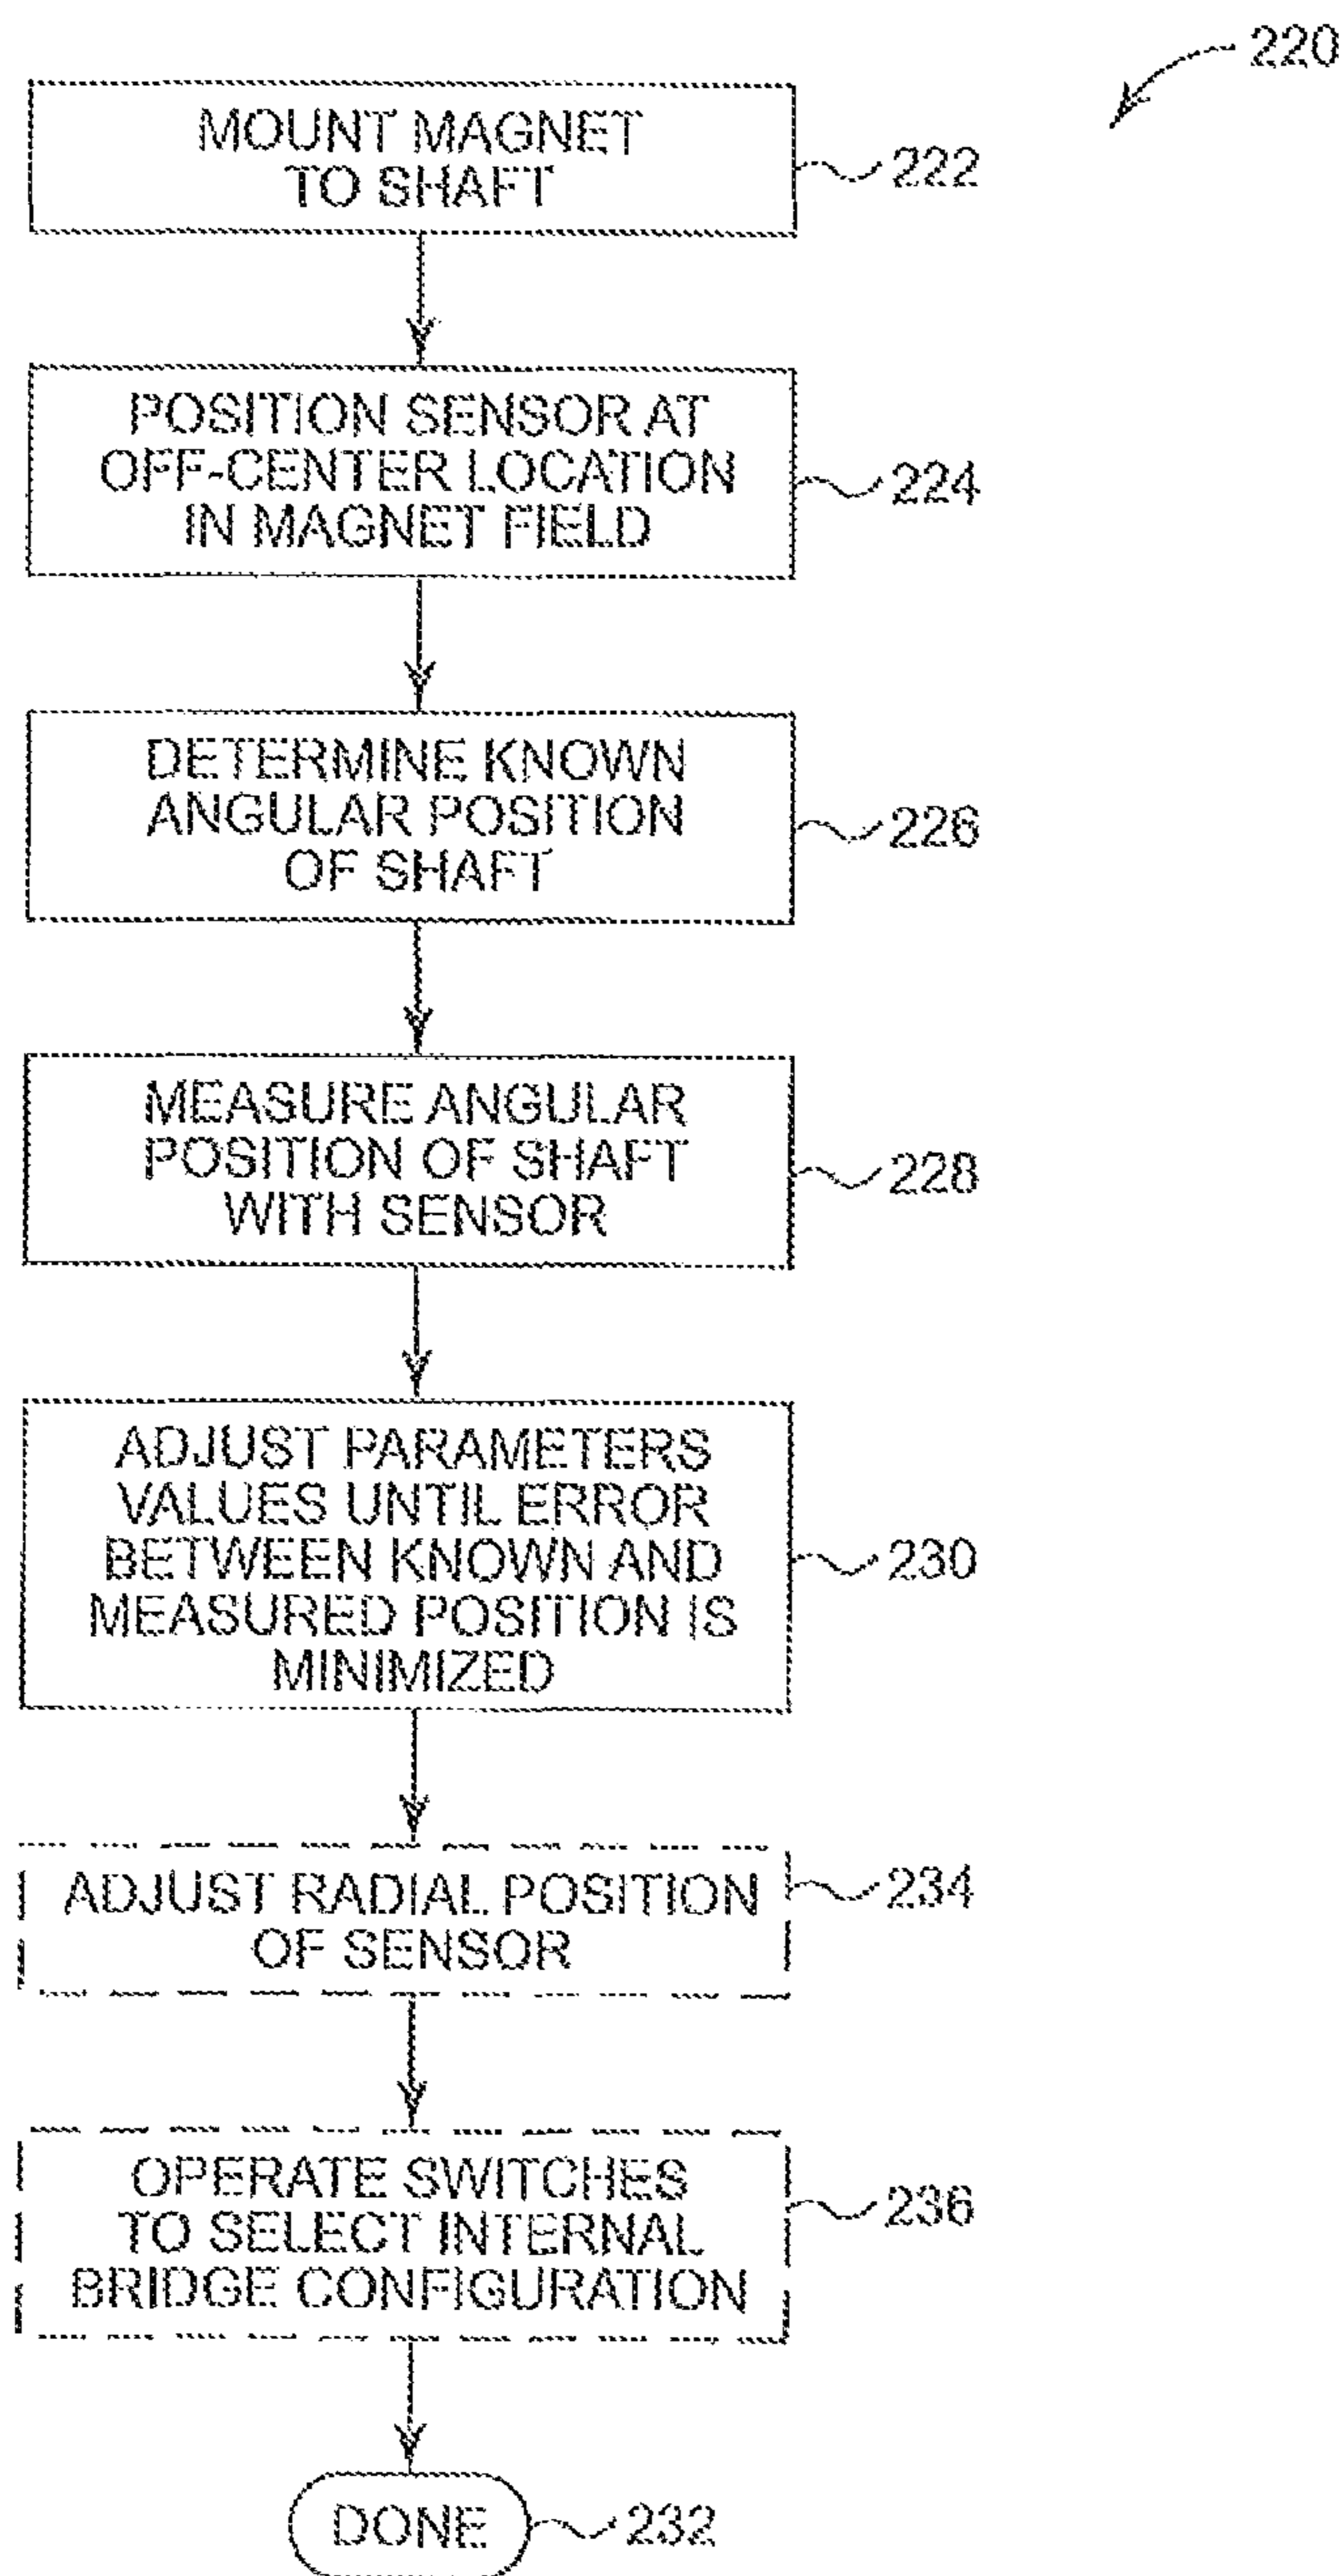 220
MOUNT MAGNET
TO SHAFT
222
POSITION SENSOR AT
OFF-CENTER LOCATION
IN MAGNET FIELD
224
DETERMINE KNOWN
ANGULAR POSITION
OF SHAFT
226
MEASURE ANGULAR
POSITION OF SHAFT
WITH SENSOR
228
ADJUST PARAMETERS
VALUES UNTIL ERROR
BETWEEN KNOWN AND
MEASURED POSITION IS
MINIMIZED
230
ADJUST RADIAL POSITION
OF SENSOR
234
OPERATE SWITCHES
TO SELECT INTERNAL
BRIDGE CONFIGURATION
236
DONE
232